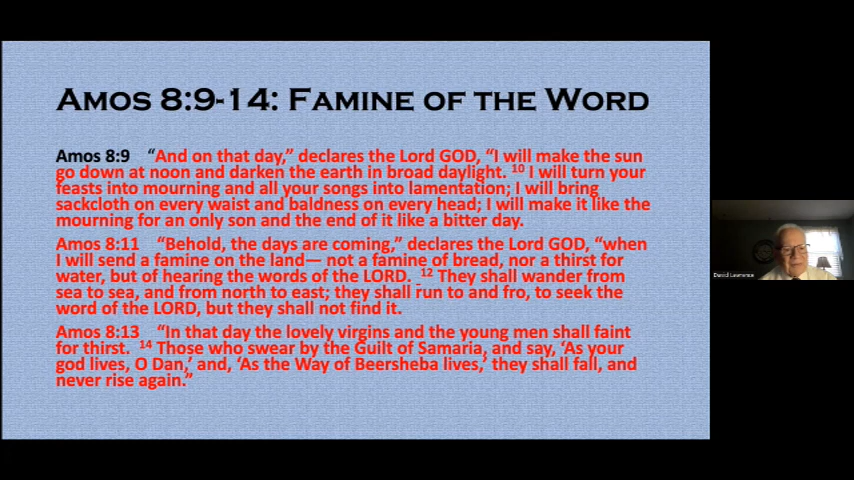 Amos 8:9-14: Famine of the Word
Amos 8:9 “And on that day,” declares the Lord GOD, “I will make the sun
go down at noon and darken the earth in broad daylight. 10 I will turn your
feasts into mourning and all your songs into lamentation; I will bring
sackcloth on every waist and baldness on every head; I will make it like the
mourning for an only son and the end of it like a bitter day.
Amos 8:11 “Behold, the days are coming,” declares the Lord GOD, “when
I will send a famine on the land— not a famine of bread, nor a thirst for
water, but of hearing the words of the LORD. 12 They shall wander from
sea to sea, and from north to east; they shall run to and fro, to seek the
word of the LORD, but they shall not find it.
Amos 8:13 “In that day the lovely virgins and the young men shall faint
for thirst. 14 Those who swear by the Guilt of Samaria, and say, ‘As your
god lives, O Dan,’ and, ‘As the Way of Beersheba lives,’ they shall fall, and
never rise again.”
David Lawrence